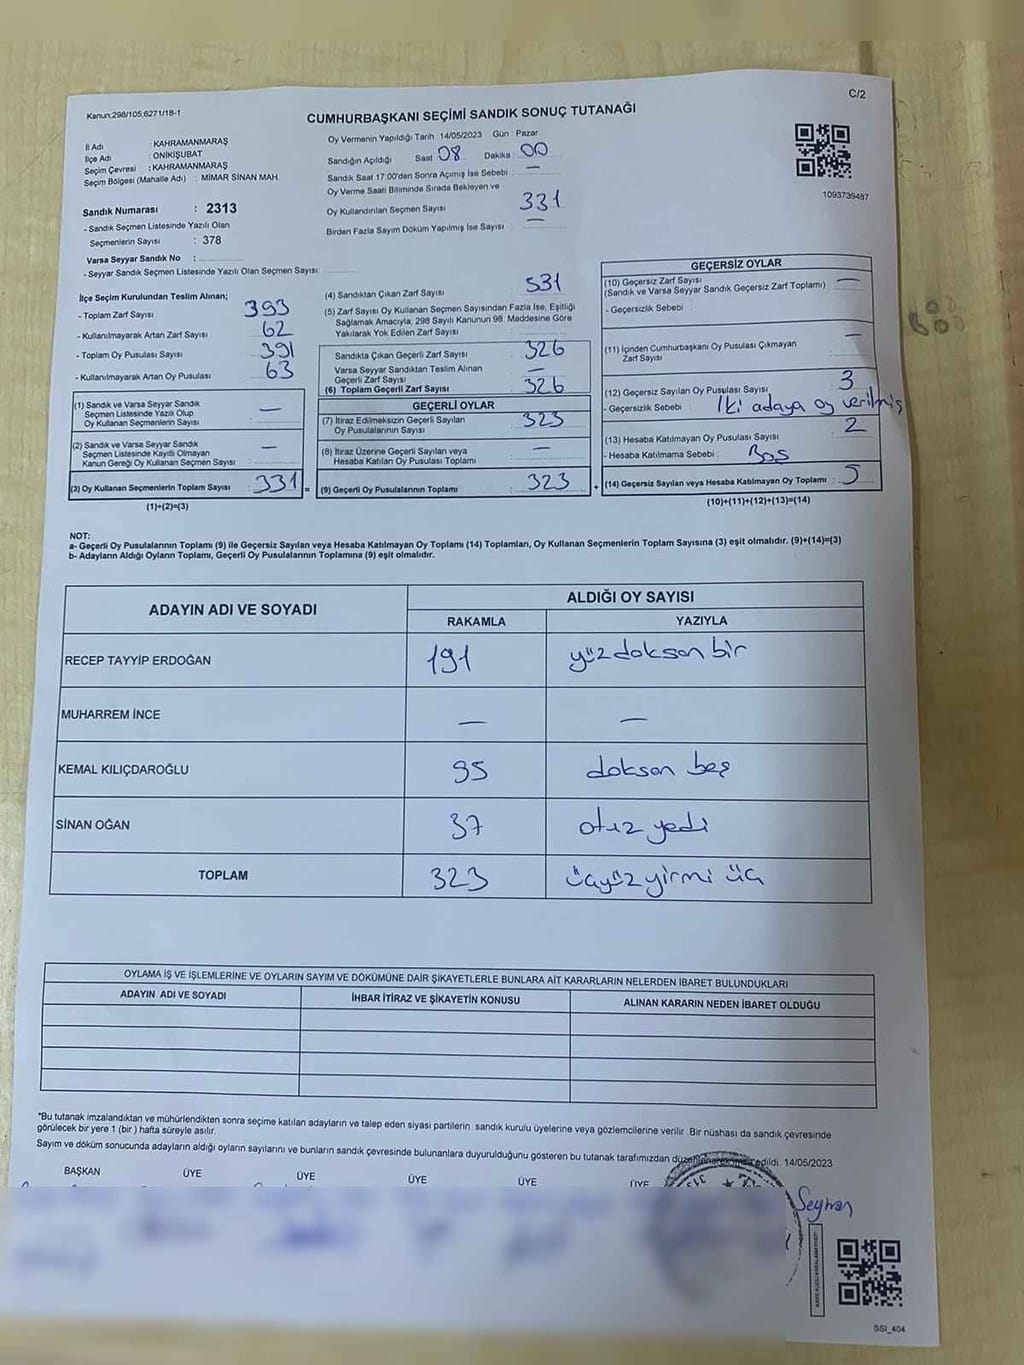 C/2
Kanun;298/105;6271/18-1
CUMHURBAŞKANI SEÇİMİ SANDIK SONUÇ TUTANAĞI
İl Adı : KAHRAMANMARAŞ
İlçe Adı : ONİKİŞUBAT
Seçim Çevresi : KAHRAMANMARAŞ
Seçim Bölgesi (Mahalle Adı) : MİMAR SİNAN MAH.
Sandık Numarası : 2313
- Sandık Seçmen Listesinde Yazılı Olan
Seçmenlerin Sayısı : 378
Varsa Seyyar Sandık No :
- Seyyar Sandık Seçmen Listesinde Yazılı Olan Seçmen Sayısı:
Oy Vermenin Yapıldığı Tarih : 14/05/2023 Gün : Pazar
Sandığın Açıldığı Saat 08 Dakika 00
Sandık Saat 17:00'den Sonra Açımış İse Sebebi : —
Oy Verme Saati Bitiminde Sırada Bekleyen ve
Oy Kullandırılan Seçmen Sayısı 331
Birden Fazla Sayım Döküm Yapılmış İse Sayısı : —
1093739487
İlçe Seçim Kurulundan Teslim Alınan;
- Toplam Zarf Sayısı : 393
- Kullanılmayarak Artan Zarf Sayısı : 62
- Toplam Oy Pusulası Sayısı : 391
- Kullanılmayarak Artan Oy Pusulası : 63
(1) Sandık ve Varsa Seyyar Sandık
Seçmen Listesinde Yazılı Olup
Oy Kullanan Seçmenlerin Sayısı : —
(2) Sandık ve Varsa Seyyar Sandık
Seçmen Listesinde Kayıtlı Olmayan
Kanun Gereği Oy Kullanan Seçmen Sayısı : —
(3) Oy Kullanan Seçmenlerin Toplam Sayısı : 331 =
(1)+(2)=(3)
(4) Sandıktan Çıkan Zarf Sayısı : 531
(5) Zarf Sayısı Oy Kullanan Seçmen Sayısından Fazla İse, Eşitliği
Sağlamak Amacıyla, 298 Sayılı Kanunun 98. Maddesine Göre
Yakılarak Yok Edilen Zarf Sayısı :
Sandıkta Çıkan Geçerli Zarf Sayısı : 326
Varsa Seyyar Sandıktan Teslim Alınan
Geçerli Zarf Sayısı : —
(6) Toplam Geçerli Zarf Sayısı : 326
GEÇERLİ OYLAR
(7) İtiraz Edilmeksizin Geçerli Sayılan
Oy Pusulalarının Sayısı : 323
(8) İtiraz Üzerine Geçerli Sayılan veya
Hesaba Katılan Oy Pusulası Toplamı : —
(9) Geçerli Oy Pusulalarının Toplamı : 323 +
GEÇERSİZ OYLAR
(10) Geçersiz Zarf Sayısı
(Sandık ve Varsa Seyyar Sandık Geçersiz Zarf Toplamı) : —
- Geçersizlik Sebebi :
(11) İçinden Cumhurbaşkanı Oy Pusulası Çıkmayan
Zarf Sayısı : —
(12) Geçersiz Sayılan Oy Pusulası Sayısı : 3
- Geçersizlik Sebebi : İki adaya oy verilmiş
(13) Hesaba Katılmayan Oy Pusulası Sayısı : 2
- Hesaba Katılmama Sebebi : Boş
(14) Geçersiz Sayılan veya Hesaba Katılmayan Oy Toplamı : 5
(10)+(11)+(12)+(13)=(14)
NOT:
a- Geçerli Oy Pusulalarının Toplamı (9) ile Geçersiz Sayılan veya Hesaba Katılmayan Oy Toplamı (14) Toplamları, Oy Kullanan Seçmenlerin Toplam Sayısına (3) eşit olmalıdır. (9)+(14)=(3)
b- Adayların Aldığı Oyların Toplamı, Geçerli Oy Pusulalarının Toplamına (9) eşit olmalıdır.
ADAYIN ADI VE SOYADI ALDIĞI OY SAYISI
RAKAMLA YAZIYLA
RECEP TAYYİP ERDOĞAN 191 yüz doksan bir
MUHARREM İNCE — —
KEMAL KILIÇDAROĞLU 95 doksan beş
SİNAN OĞAN 37 otuz yedi
TOPLAM 323 üçyüz yirmi üç
OYLAMA İŞ VE İŞLEMLERİNE VE OYLARIN SAYIM VE DÖKÜMÜNE DAİR ŞİKAYETLERLE BUNLARA AİT KARARLARIN NELERDEN İBARET BULUNDUKLARI
ADAYIN ADI VE SOYADI İHBAR İTİRAZ VE ŞİKAYETİN KONUSU ALINAN KARARIN NEDEN İBARET OLDUĞU
*Bu tutanak imzalandıktan ve mühürlendikten sonra seçime katılan adayların ve talep eden siyasi partilerin sandık kurulu üyelerine veya gözlemcilerine verilir. Bir nüshası da sandık çevresinde
görülecek bir yere 1 (bir) hafta süreyle asılır.
Sayım ve döküm sonucunda adayların aldığı oyların sayılarını ve bunların sandık çevresinde bulunanlara duyurulduğunu gösteren bu tutanak tarafımızdan edildi. 14/05/2023
BAŞKAN ÜYE ÜYE ÜYE ÜYE ÜYE
Seyhan
SSI_404